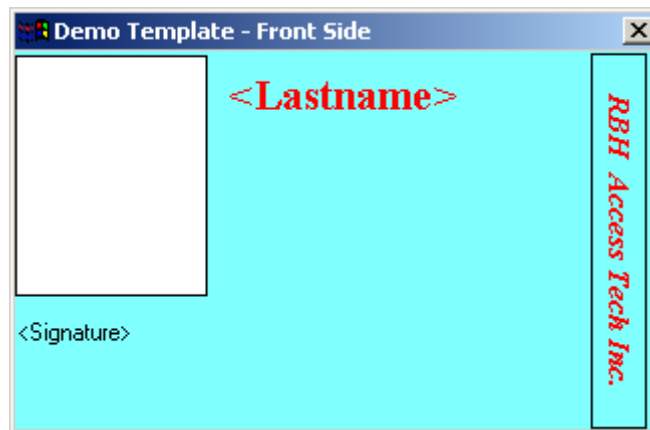 Demo Template - Front Side
<Lastname>
<Signature>
RBH Access Tech Inc.